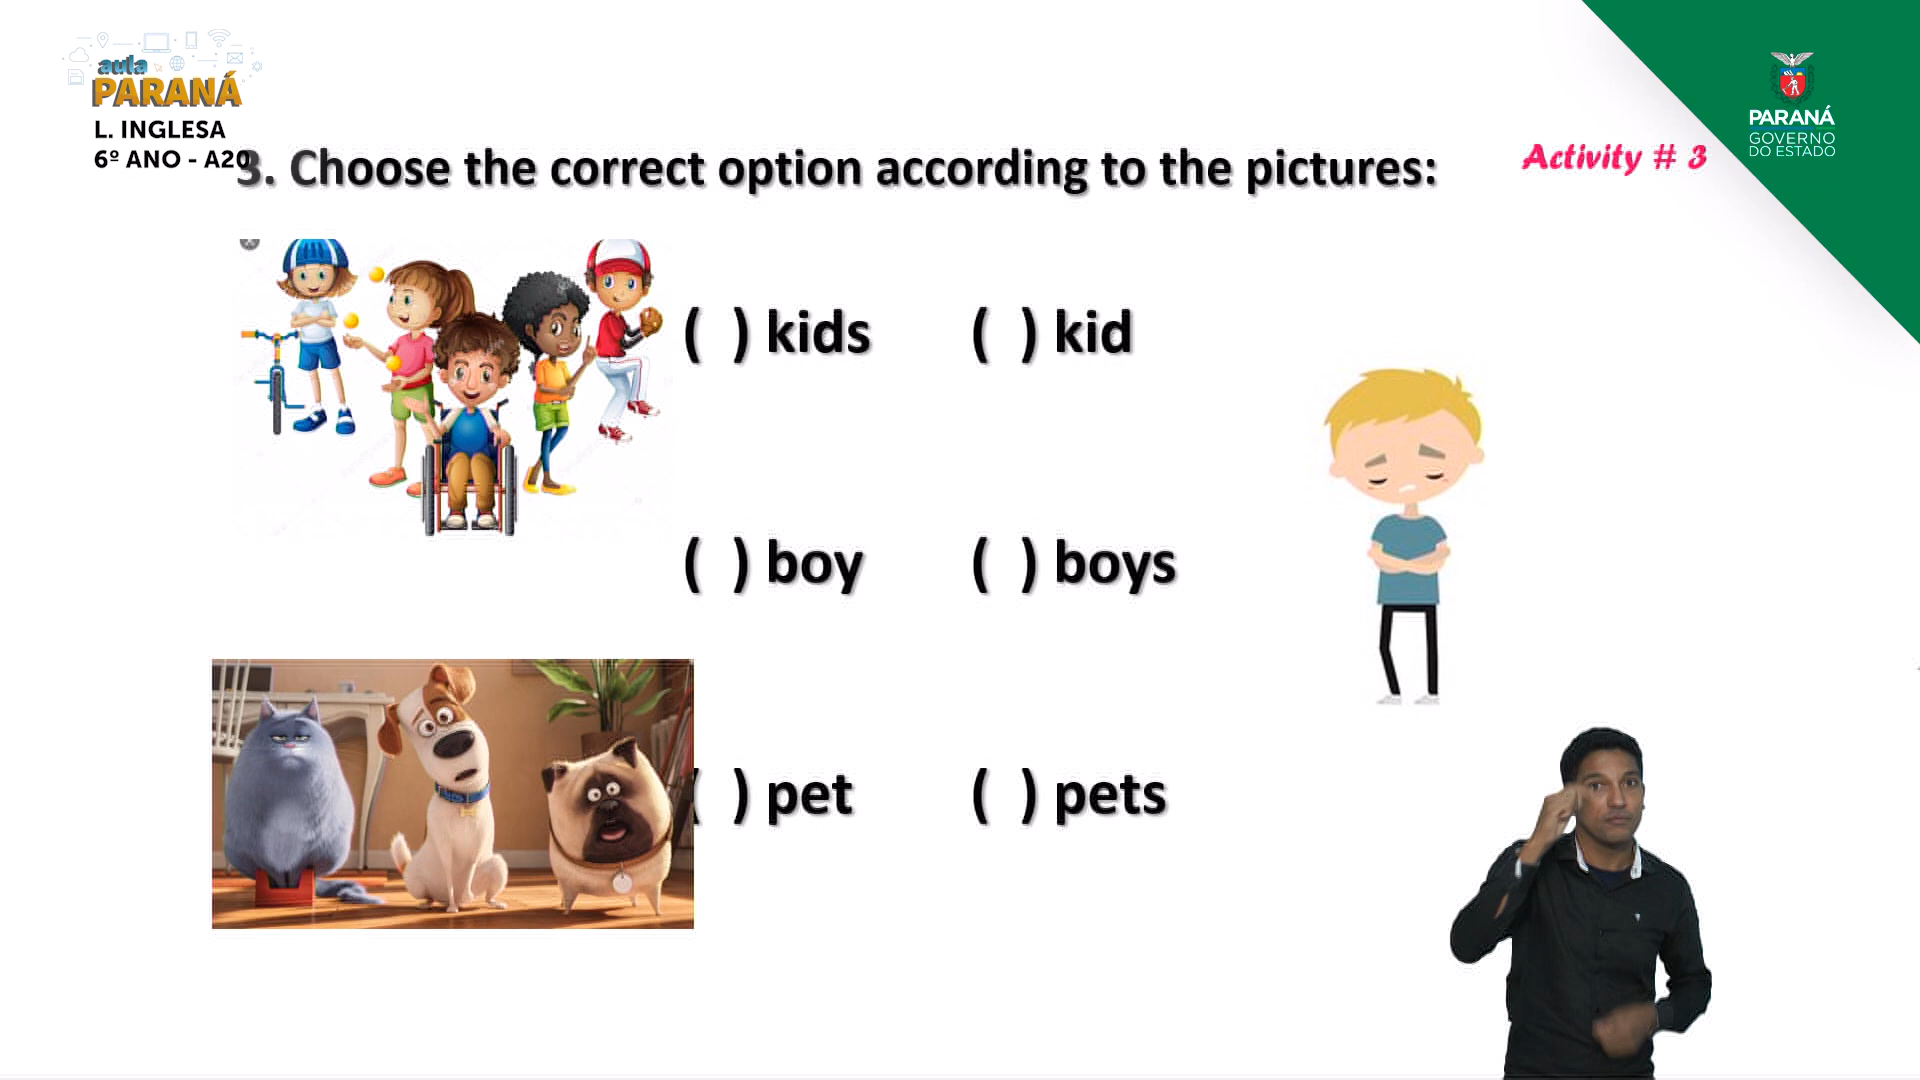 aula
PARANÁ
L. INGLESA
6º ANO - A20
3. Choose the correct option according to the pictures:
Activity # 3
PARANÁ
GOVERNO
DO ESTADO
( ) kids ( ) kid
( ) boy ( ) boys
( ) pet ( ) pets